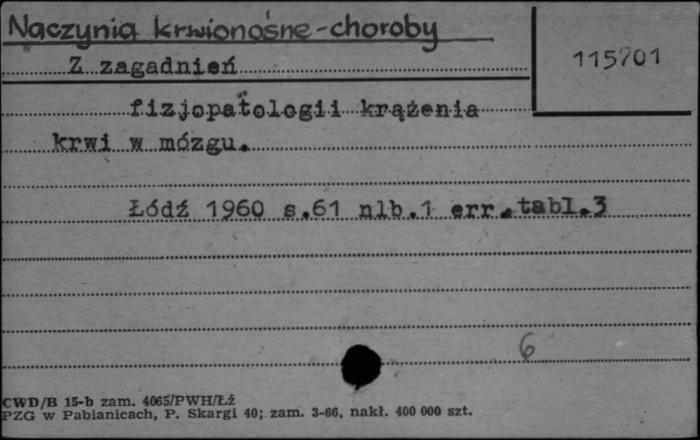 Naczynia krwionośne-choroby
115701
Z zagadnień
fizjopatologii krążenia
krwi w mózgu.
Łódź 1960 s.61 nlb.1 err.tabl.3
6
CWD/B 15-b zam. 4065/PWH/Łż
PZG w Pabianicach, P. Skargi 40; zam. 3-66, nakł. 400 000 szt.